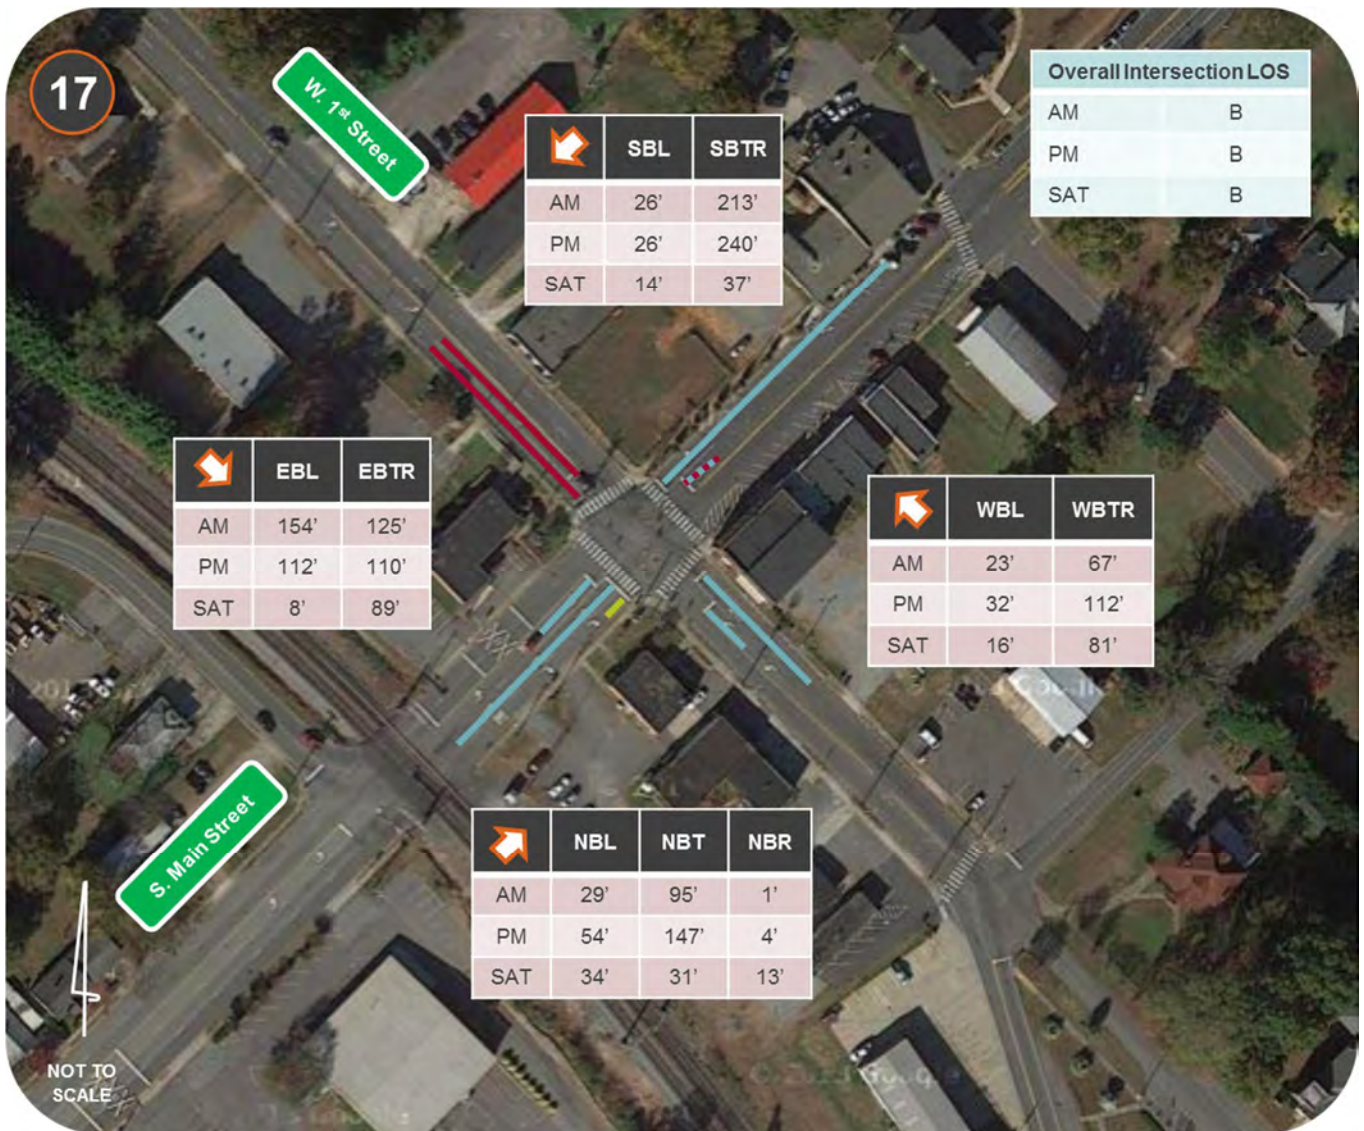 17
W. 1st Street
Overall Intersection LOS
AM B
PM B
SAT B
SBL SBTR
AM 26’ 213’
PM 26’ 240’
SAT 14’ 37’
EBL EBTR
AM 154’ 125’
PM 112’ 110’
SAT 8’ 89’
WBL WBTR
AM 23’ 67’
PM 32’ 112’
SAT 16’ 81’
NBL NBT NBR
AM 29’ 95’ 1’
PM 54’ 147’ 4’
SAT 34’ 31’ 13’
S. Main Street
NOT TO
SCALE